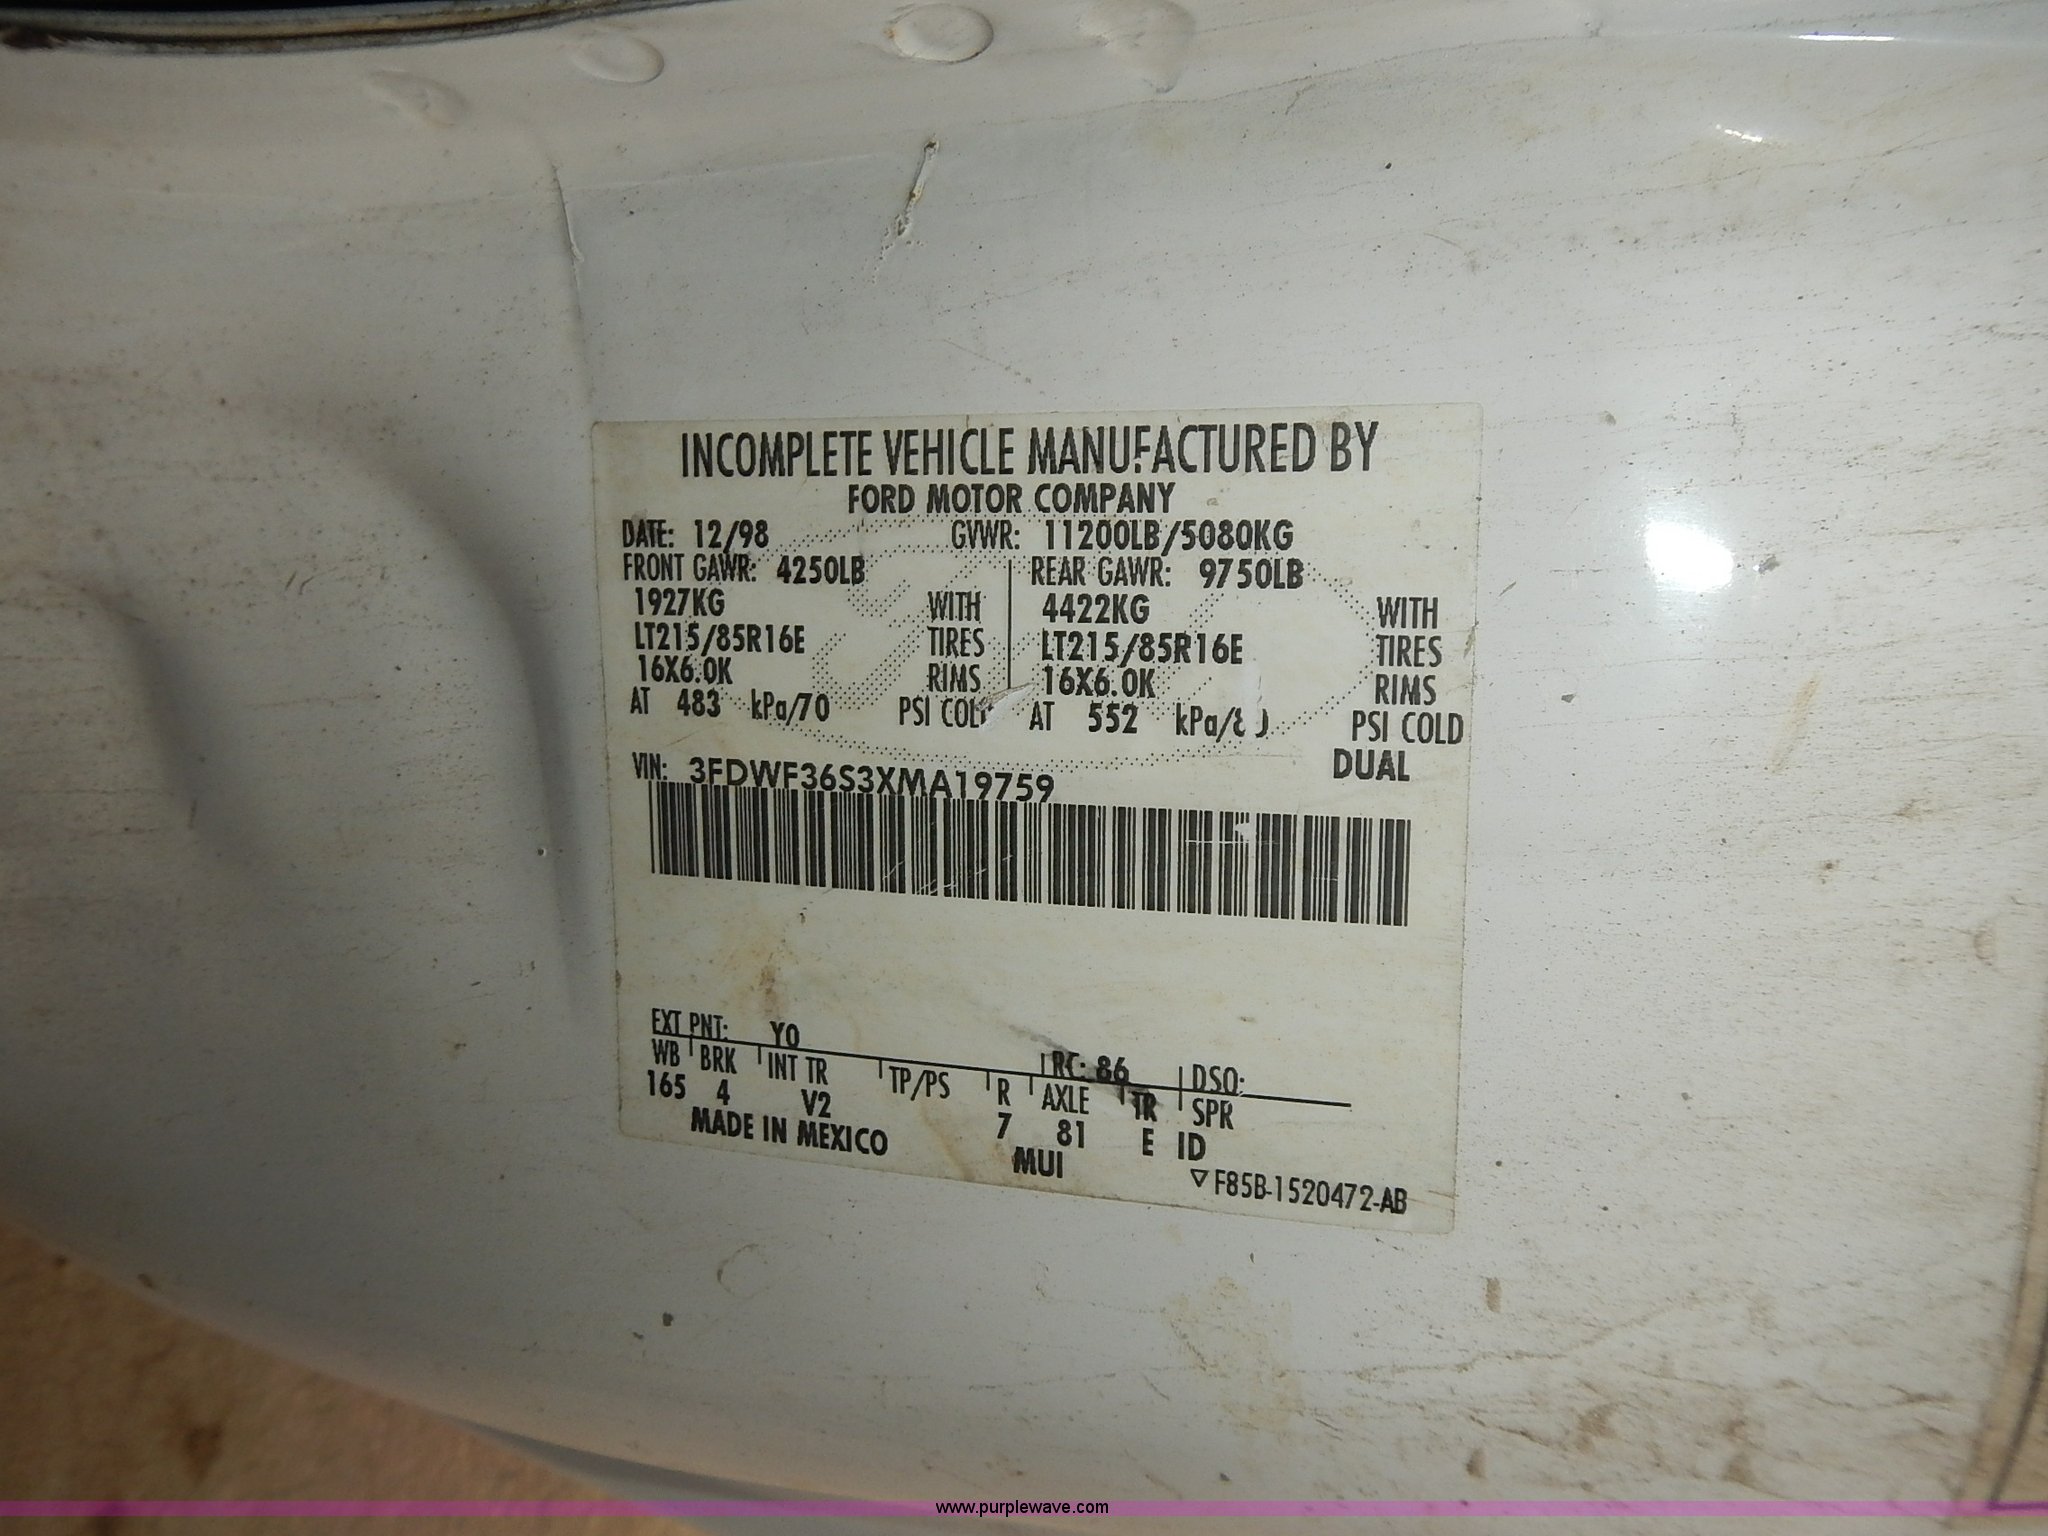 INCOMPLETE VEHICLE MANUFACTURED BY
FORD MOTOR COMPANY
DATE: 12/98 GVWR: 11200LB/5080KG
FRONT GAWR: 4250LB REAR GAWR: 9750LB
1927KG WITH 4422KG WITH
LT215/85R16E TIRES LT215/85R16E TIRES
16X6.0K RIMS 16X6.0K RIMS
AT 483 kPa/70 PSI COLD AT 552 kPa/80 PSI COLD
DUAL
VIN: 3FDWF36S3XMA19759
EXT PNT: YO RC: 86 DSO:
WB BRK INT TR TP/PS R AXLE TR SPR
165 4 V2 7 81 E ID
MADE IN MEXICO MUI
▽ F85B-1520472-AB
www.purplewave.com